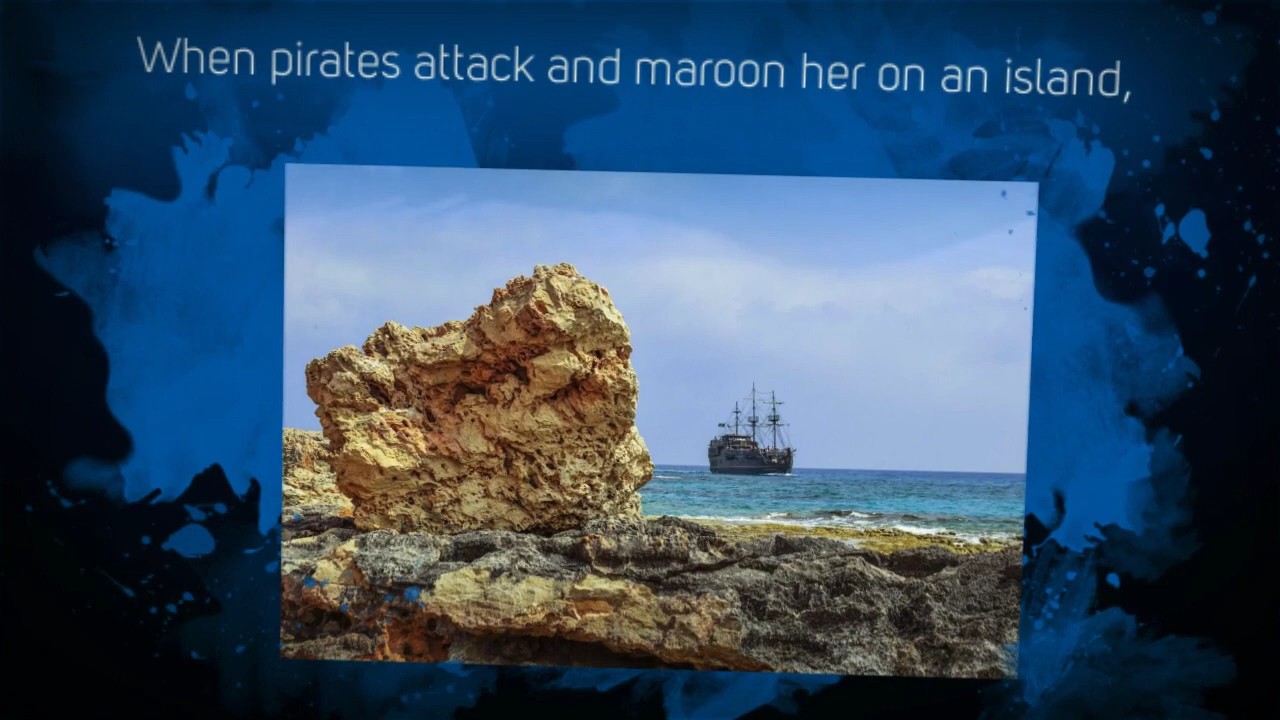 When pirates attack and maroon her on an island,